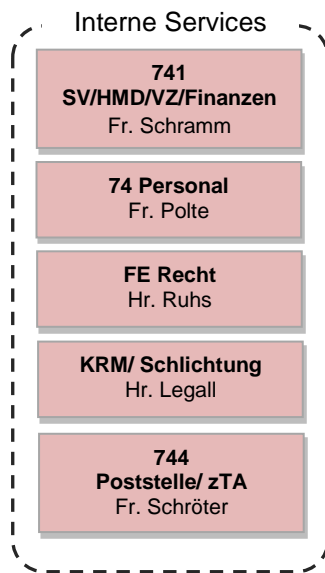 Interne Services
741
SV/HMD/VZ/Finanzen
Fr. Schramm
74 Personal
Fr. Polte
FE Recht
Hr. Ruhs
KRM/ Schlichtung
Hr. Legall
744
Poststelle/ zTA
Fr. Schröter